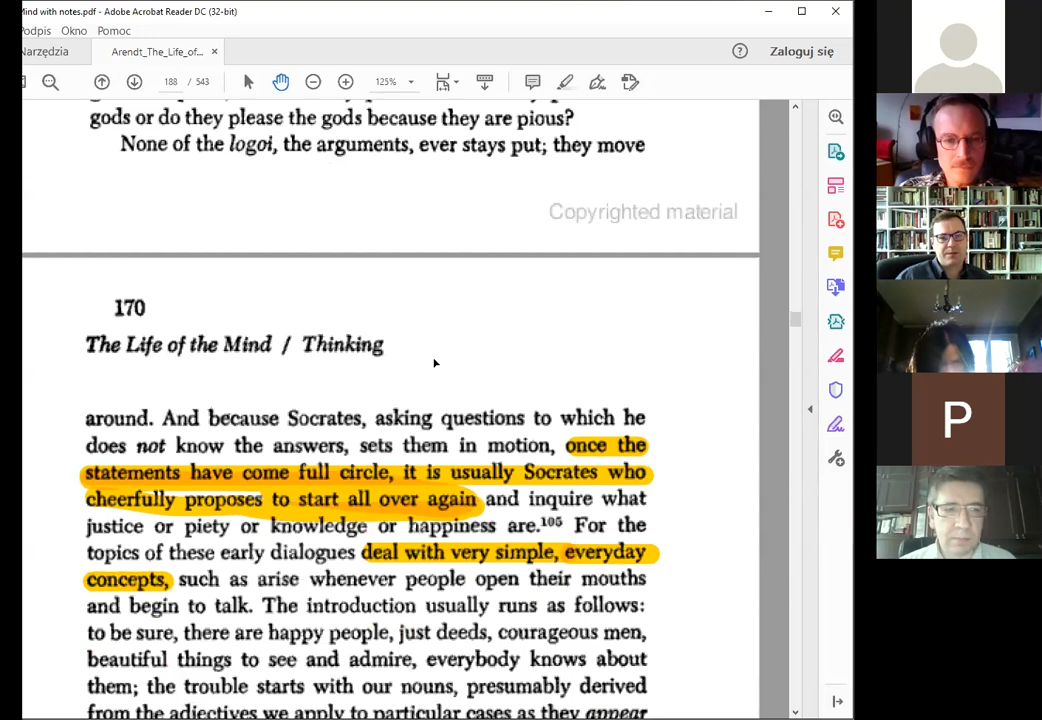 Mind with notes.pdf - Adobe Acrobat Reader DC (32-bit)
Podpis Okno Pomoc
Narzędzia Arendt_The_Life_of... × Zaloguj się
188 / 543 125%
gods or do they please the gods because they are pious?
None of the logoi, the arguments, ever stays put; they move
Copyrighted material
170
The Life of the Mind / Thinking
around. And because Socrates, asking questions to which he
does not know the answers, sets them in motion, once the
statements have come full circle, it is usually Socrates who
cheerfully proposes to start all over again and inquire what
justice or piety or knowledge or happiness are.105 For the
topics of these early dialogues deal with very simple, everyday
concepts, such as arise whenever people open their mouths
and begin to talk. The introduction usually runs as follows:
to be sure, there are happy people, just deeds, courageous men,
beautiful things to see and admire, everybody knows about
them; the trouble starts with our nouns, presumably derived
from the adjectives we apply to particular cases as they appear
P